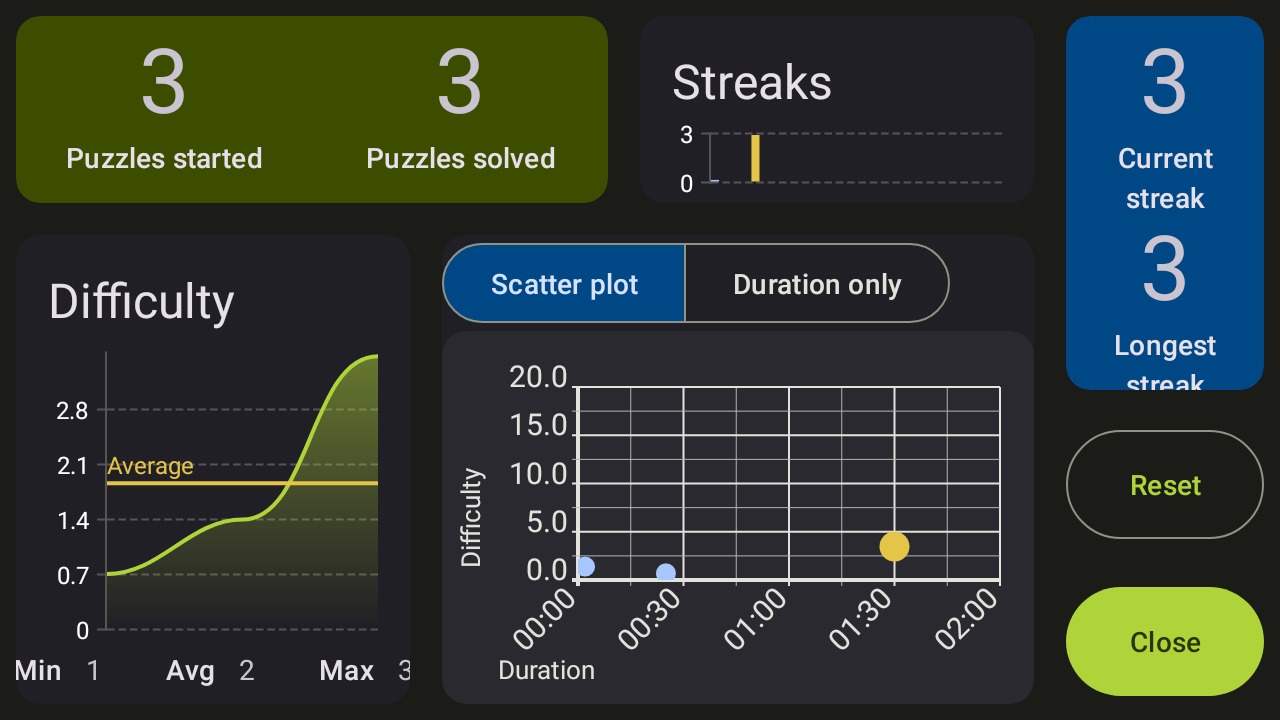 3
Puzzles started
3
Puzzles solved
Streaks
3
0
3
Current
streak
3
Longest
streak
Difficulty
2.8
2.1
Average
1.4
0.7
0
Min 1 Avg 2 Max 3
Scatter plot
Duration only
20.0
15.0
10.0
5.0
0.0
Difficulty
00:00
00:30
01:00
01:30
02:00
Duration
Reset
Close